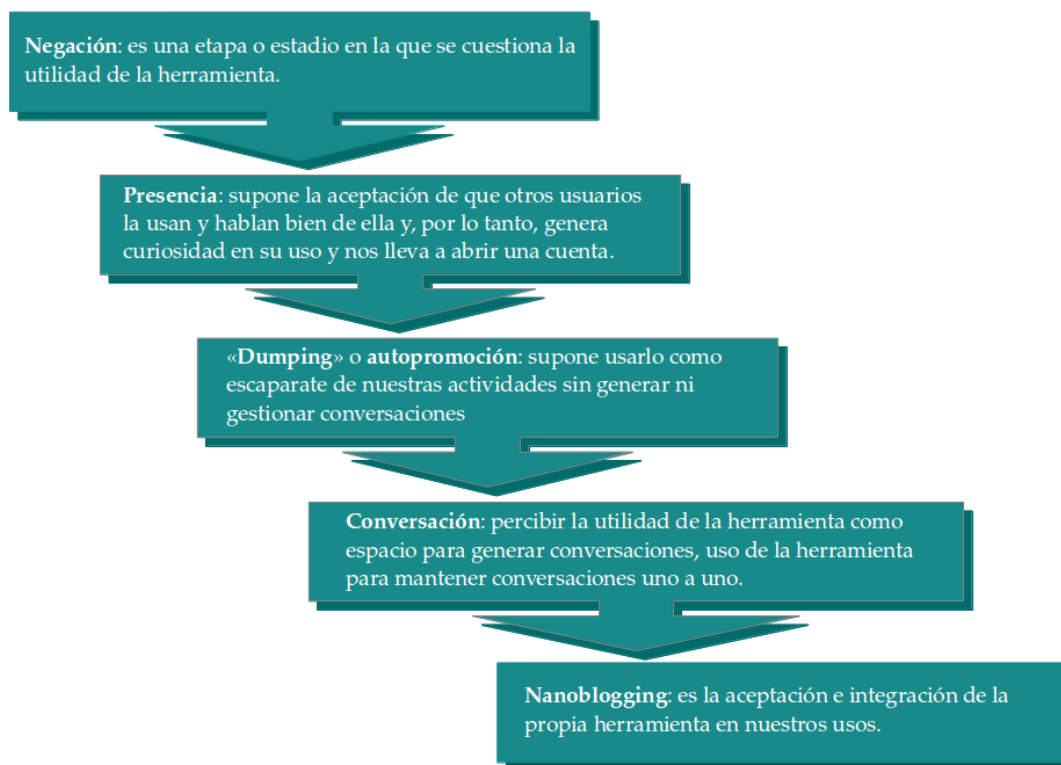 Negación: es una etapa o estadio en la que se cuestiona la
utilidad de la herramienta.
Presencia: supone la aceptación de que otros usuarios
la usan y hablan bien de ella y, por lo tanto, genera
curiosidad en su uso y nos lleva a abrir una cuenta.
«Dumping» o autopromoción: supone usarlo como
escaparate de nuestras actividades sin generar ni
gestionar conversaciones
Conversación: percibir la utilidad de la herramienta como
espacio para generar conversaciones, uso de la herramienta
para mantener conversaciones uno a uno.
Nanoblogging: es la aceptación e integración de la
propia herramienta en nuestros usos.